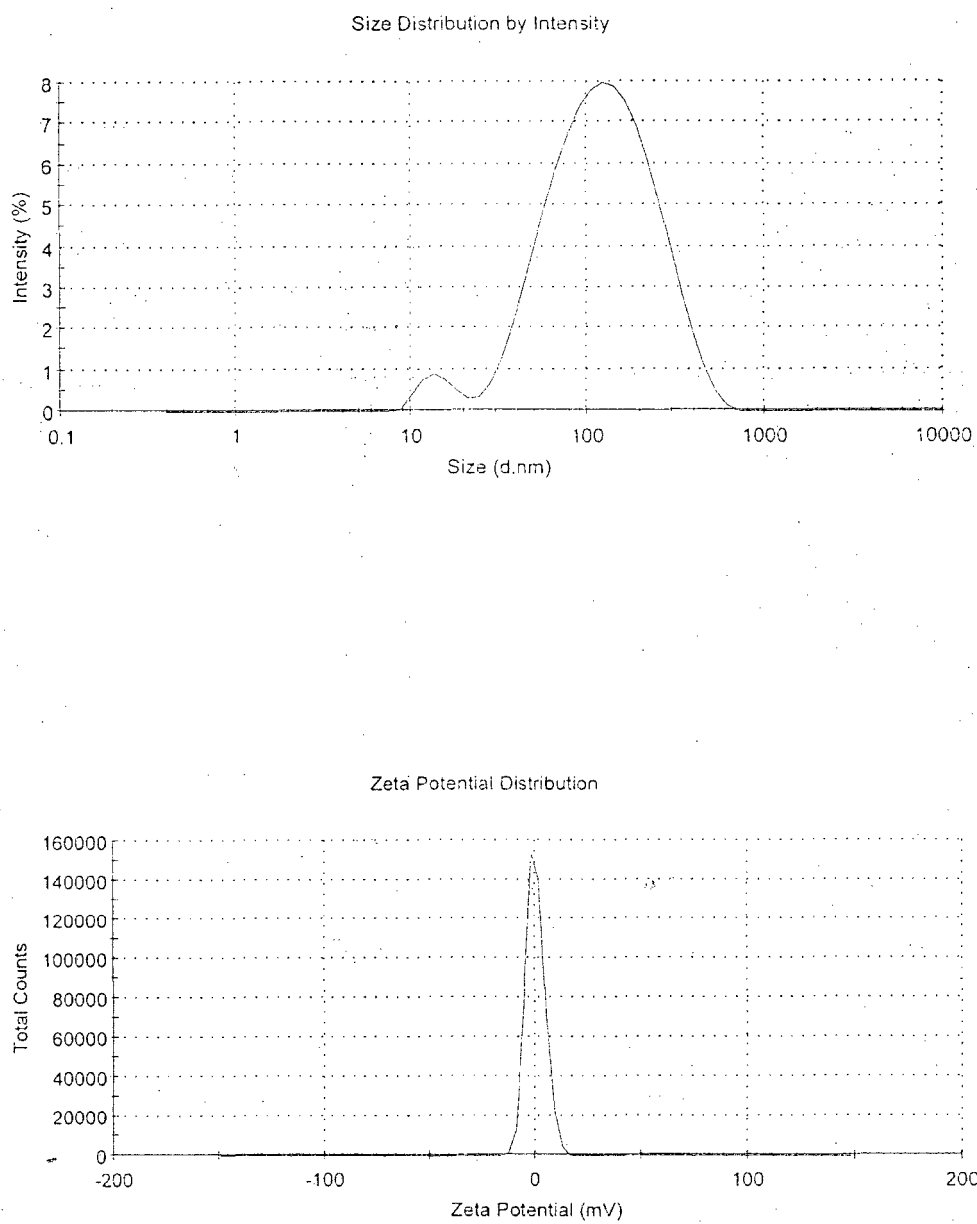 Size Distribution by Intensity
8
7
6
5
4
3
2
1
0
Intensity (%)
0.1 1 10 100 1000 10000
Size (d.nm)
Zeta Potential Distribution
160000
140000
120000
100000
80000
60000
40000
20000
0
Total Counts
-200 -100 0 100 200
Zeta Potential (mV)